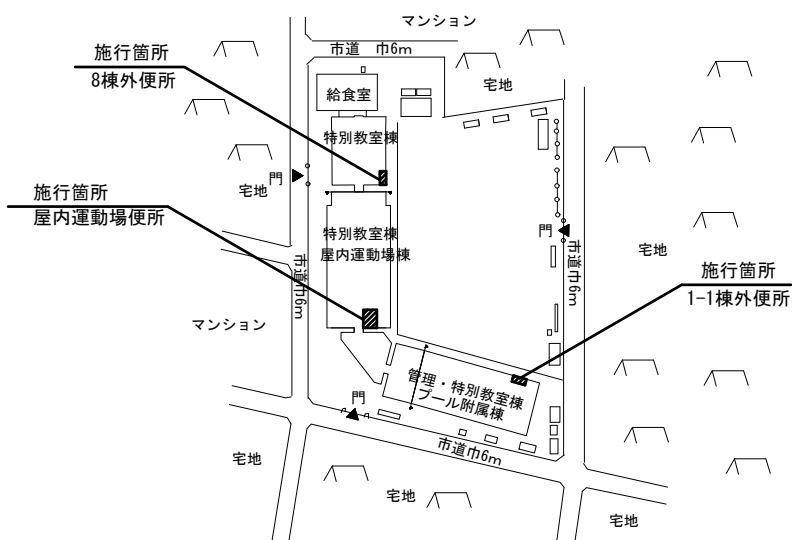 マンション
市道 巾6m
施行箇所
8棟外便所
宅地
給食室
特別教室棟
門
宅地
施行箇所
屋内運動場便所
特別教室棟
屋内運動場棟
門
宅地
市道巾6m
市道巾6m
施行箇所
1-1棟外便所
マンション
管理・特別教室棟
プール附属棟
門
市道巾6m
宅地
宅地
宅地